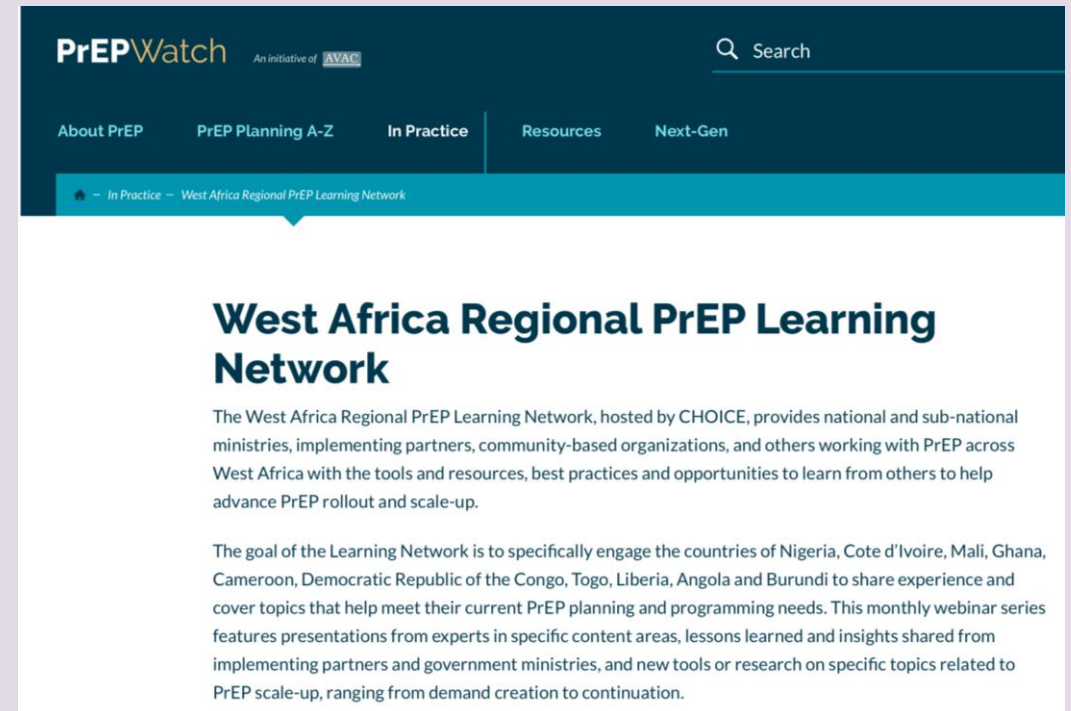 PrEPWatch An initiative of AVAC
Search
About PrEP PrEP Planning A-Z In Practice Resources Next-Gen
– In Practice – West Africa Regional PrEP Learning Network
West Africa Regional PrEP Learning
Network
The West Africa Regional PrEP Learning Network, hosted by CHOICE, provides national and sub-national
ministries, implementing partners, community-based organizations, and others working with PrEP across
West Africa with the tools and resources, best practices and opportunities to learn from others to help
advance PrEP rollout and scale-up.
The goal of the Learning Network is to specifically engage the countries of Nigeria, Cote d’Ivoire, Mali, Ghana,
Cameroon, Democratic Republic of the Congo, Togo, Liberia, Angola and Burundi to share experience and
cover topics that help meet their current PrEP planning and programming needs. This monthly webinar series
features presentations from experts in specific content areas, lessons learned and insights shared from
implementing partners and government ministries, and new tools or research on specific topics related to
PrEP scale-up, ranging from demand creation to continuation.